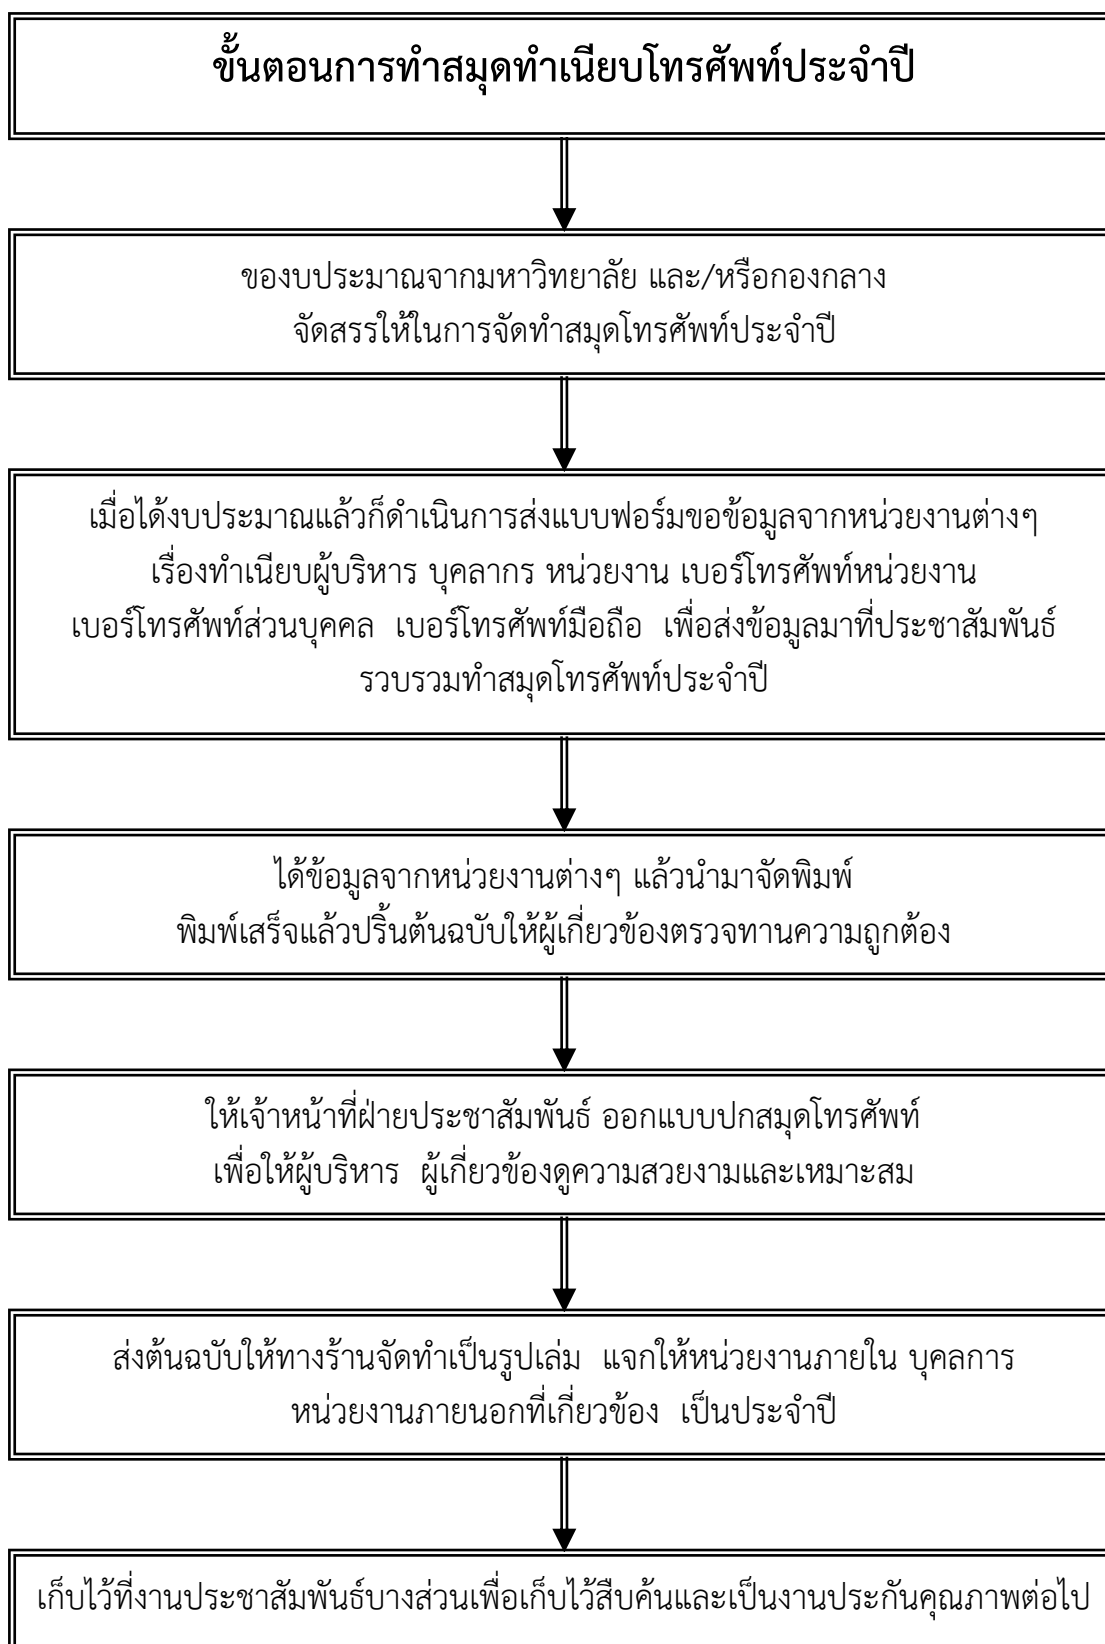 ขั้นตอนการทำสมุดทำเนียบโทรศัพท์ประจำปี
ของบประมาณจากมหาวิทยาลัย และ/หรือกองกลาง
จัดสรรให้ในการจัดทำสมุดโทรศัพท์ประจำปี
เมื่อได้งบประมาณแล้วก็ดำเนินการส่งแบบฟอร์มขอข้อมูลจากหน่วยงานต่างๆ
เรื่องทำเนียบผู้บริหาร บุคลากร หน่วยงาน เบอร์โทรศัพท์หน่วยงาน
เบอร์โทรศัพท์ส่วนบุคคล เบอร์โทรศัพท์มือถือ เพื่อส่งข้อมูลมาที่ประชาสัมพันธ์
รวบรวมทำสมุดโทรศัพท์ประจำปี
ได้ข้อมูลจากหน่วยงานต่างๆ แล้วนำมาจัดพิมพ์
พิมพ์เสร็จแล้วปริ้นต้นฉบับให้ผู้เกี่ยวข้องตรวจทานความถูกต้อง
ให้เจ้าหน้าที่ฝ่ายประชาสัมพันธ์ ออกแบบปกสมุดโทรศัพท์
เพื่อให้ผู้บริหาร ผู้เกี่ยวข้องดูความสวยงามและเหมาะสม
ส่งต้นฉบับให้ทางร้านจัดทำเป็นรูปเล่ม แจกให้หน่วยงานภายใน บุคลการ
หน่วยงานภายนอกที่เกี่ยวข้อง เป็นประจำปี
เก็บไว้ที่งานประชาสัมพันธ์บางส่วนเพื่อเก็บไว้สืบค้นและเป็นงานประกันคุณภาพต่อไป